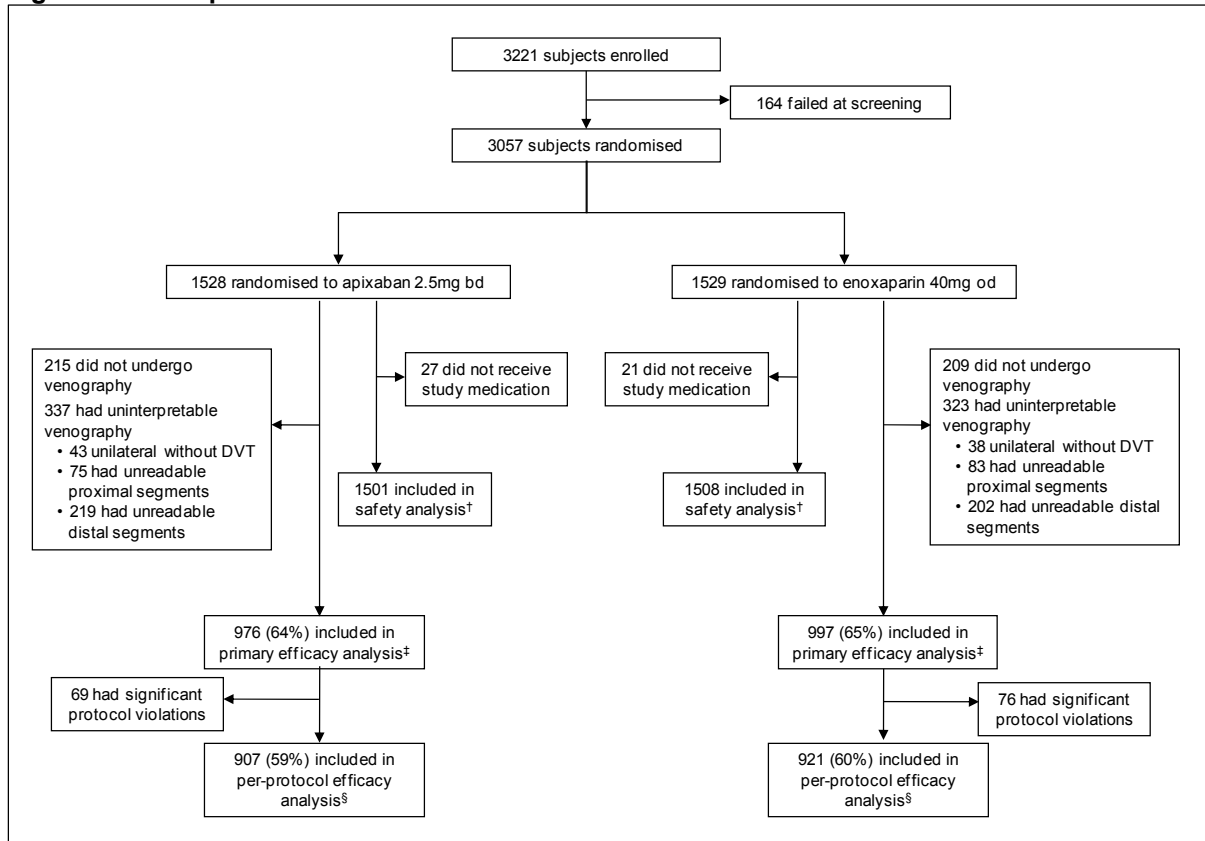 3221 subjects enrolled
164 failed at screening
3057 subjects randomised
1528 randomised to apixaban 2.5mg bd
1529 randomised to enoxaparin 40mg od
215 did not undergo
venography
337 had uninterpretable
venography
• 43 unilateral without DVT
• 75 had unreadable
proximal segments
• 219 had unreadable
distal segments
27 did not receive
study medication
1501 included in
safety analysis†
21 did not receive
study medication
1508 included in
safety analysis†
209 did not undergo
venography
323 had uninterpretable
venography
• 38 unilateral without DVT
• 83 had unreadable
proximal segments
• 202 had unreadable distal
segments
976 (64%) included in
primary efficacy analysis‡
997 (65%) included in
primary efficacy analysis‡
69 had significant
protocol violations
76 had significant
protocol violations
907 (59%) included in
per-protocol efficacy
analysis§
921 (60%) included in
per-protocol efficacy
analysis§